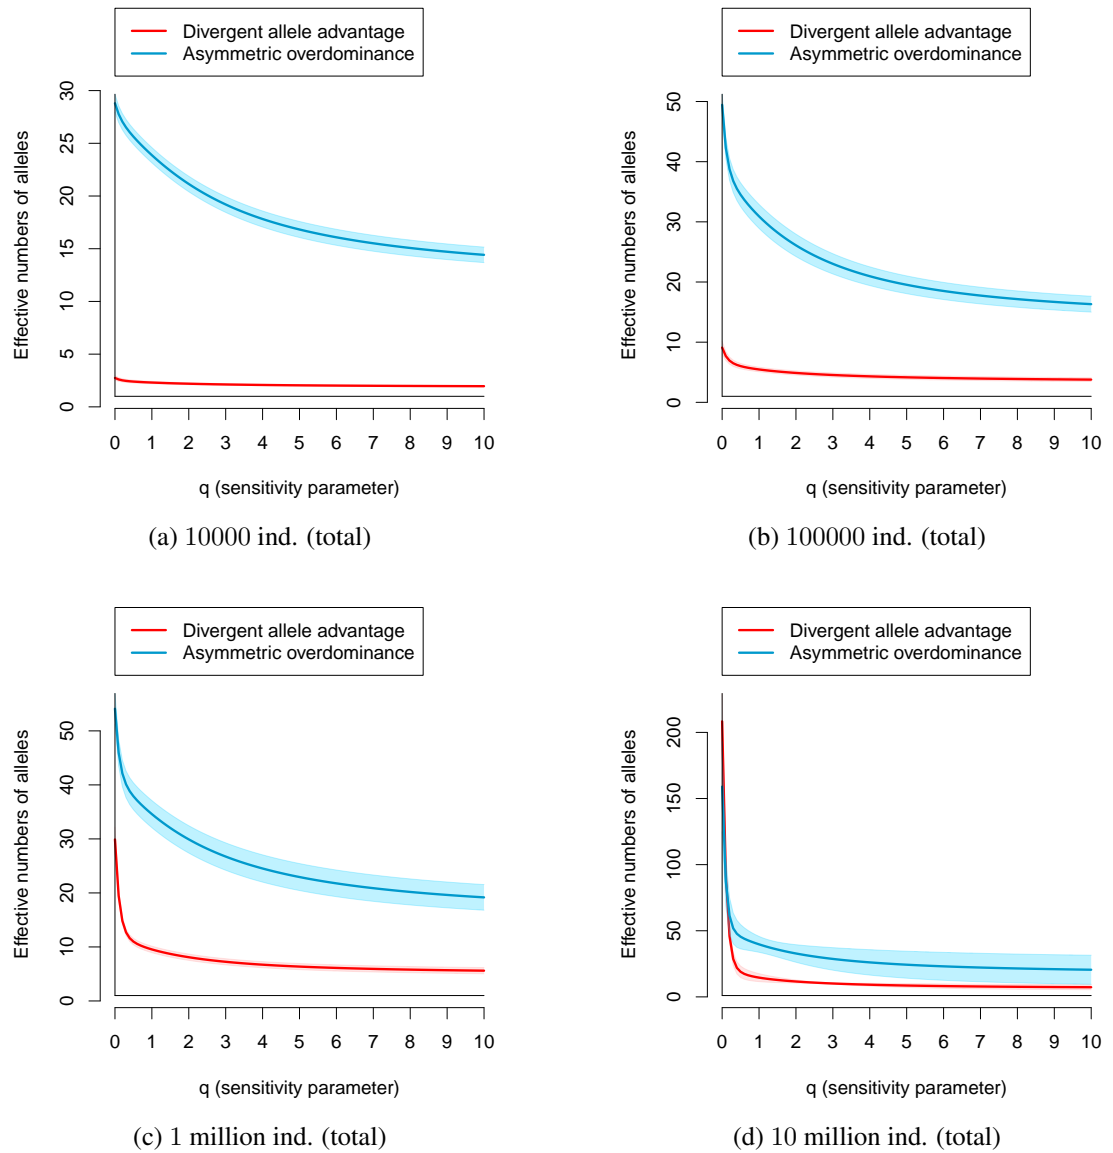 Divergent allele advantage
Asymmetric overdominance
Effective numbers of alleles
0 5 10 15 20 25 30
0 1 2 3 4 5 6 7 8 9 10
q (sensitivity parameter)
(a) 10000 ind. (total)
Divergent allele advantage
Asymmetric overdominance
Effective numbers of alleles
0 10 20 30 40 50
0 1 2 3 4 5 6 7 8 9 10
q (sensitivity parameter)
(b) 100000 ind. (total)
Divergent allele advantage
Asymmetric overdominance
Effective numbers of alleles
0 10 20 30 40 50
0 1 2 3 4 5 6 7 8 9 10
q (sensitivity parameter)
(c) 1 million ind. (total)
Divergent allele advantage
Asymmetric overdominance
Effective numbers of alleles
0 50 100 150 200
0 1 2 3 4 5 6 7 8 9 10
q (sensitivity parameter)
(d) 10 million ind. (total)